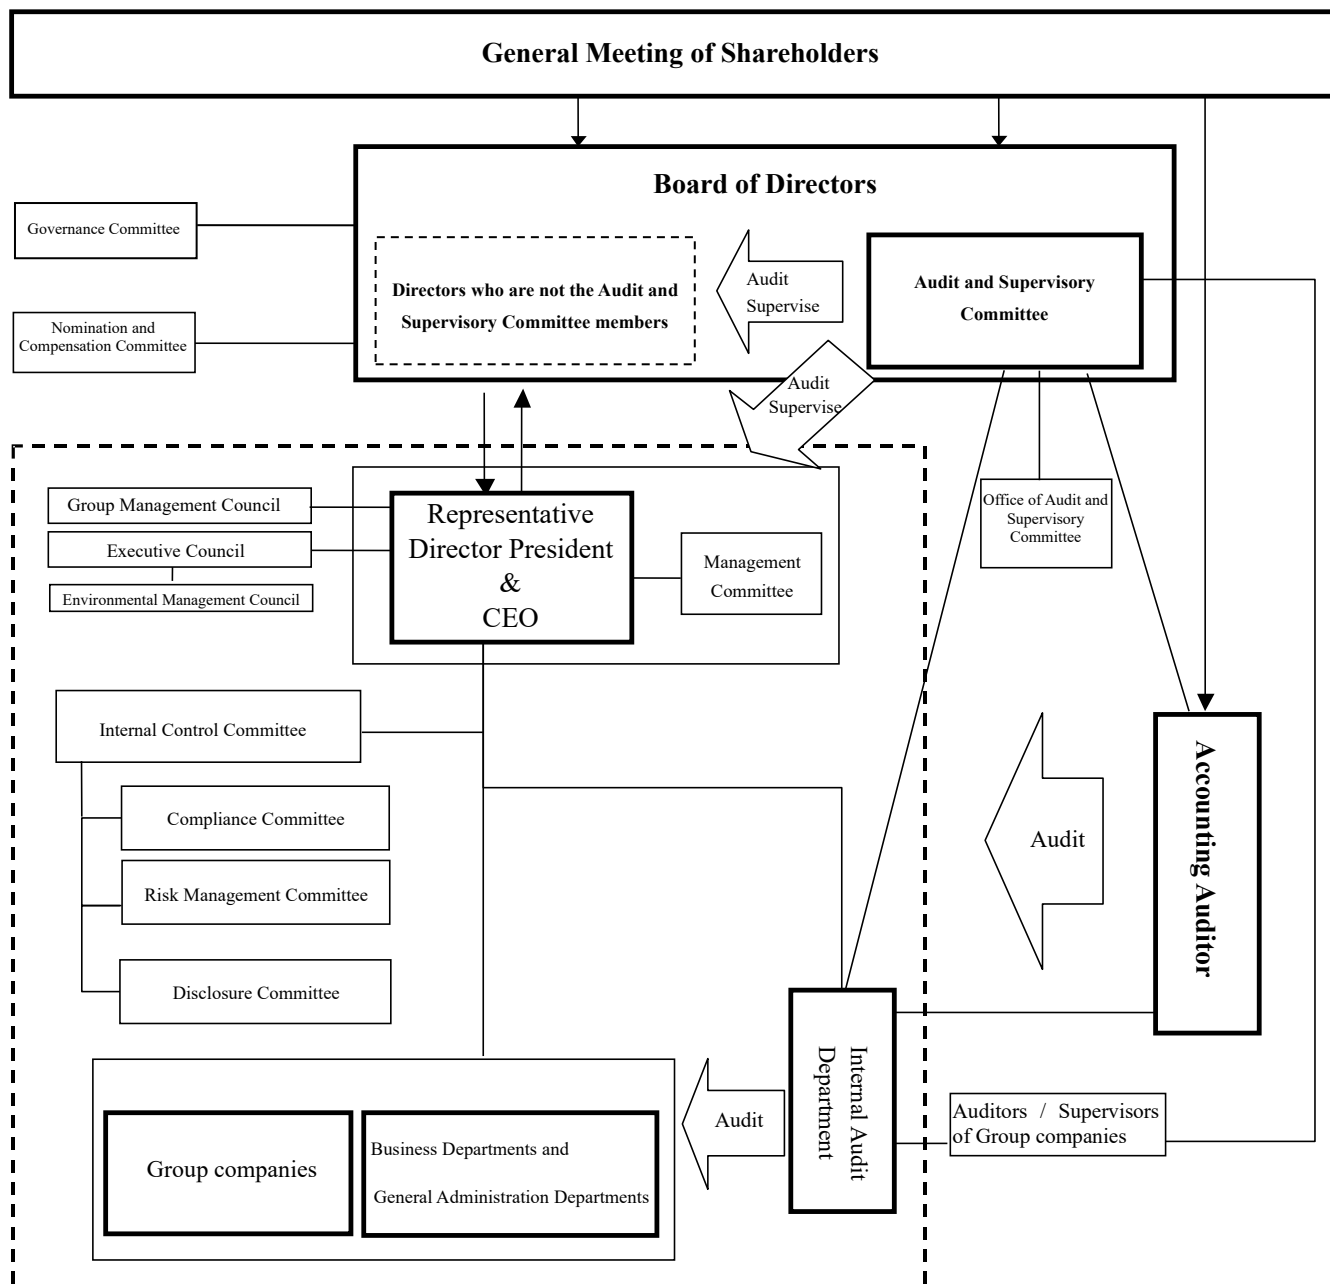 General Meeting of Shareholders
Board of Directors
Governance Committee
Directors who are not the Audit and
Supervisory Committee members
Audit
Supervise
Audit and Supervisory
Committee
Nomination and
Compensation Committee
Audit
Supervise
Group Management Council
Executive Council
Environmental Management Council
Representative
Director President
&
CEO
Management
Committee
Office of Audit and
Supervisory
Committee
Internal Control Committee
Compliance Committee
Risk Management Committee
Disclosure Committee
Audit
Accounting Auditor
Internal Audit
Department
Audit
Auditors / Supervisors
of Group companies
Group companies
Business Departments and
General Administration Departments